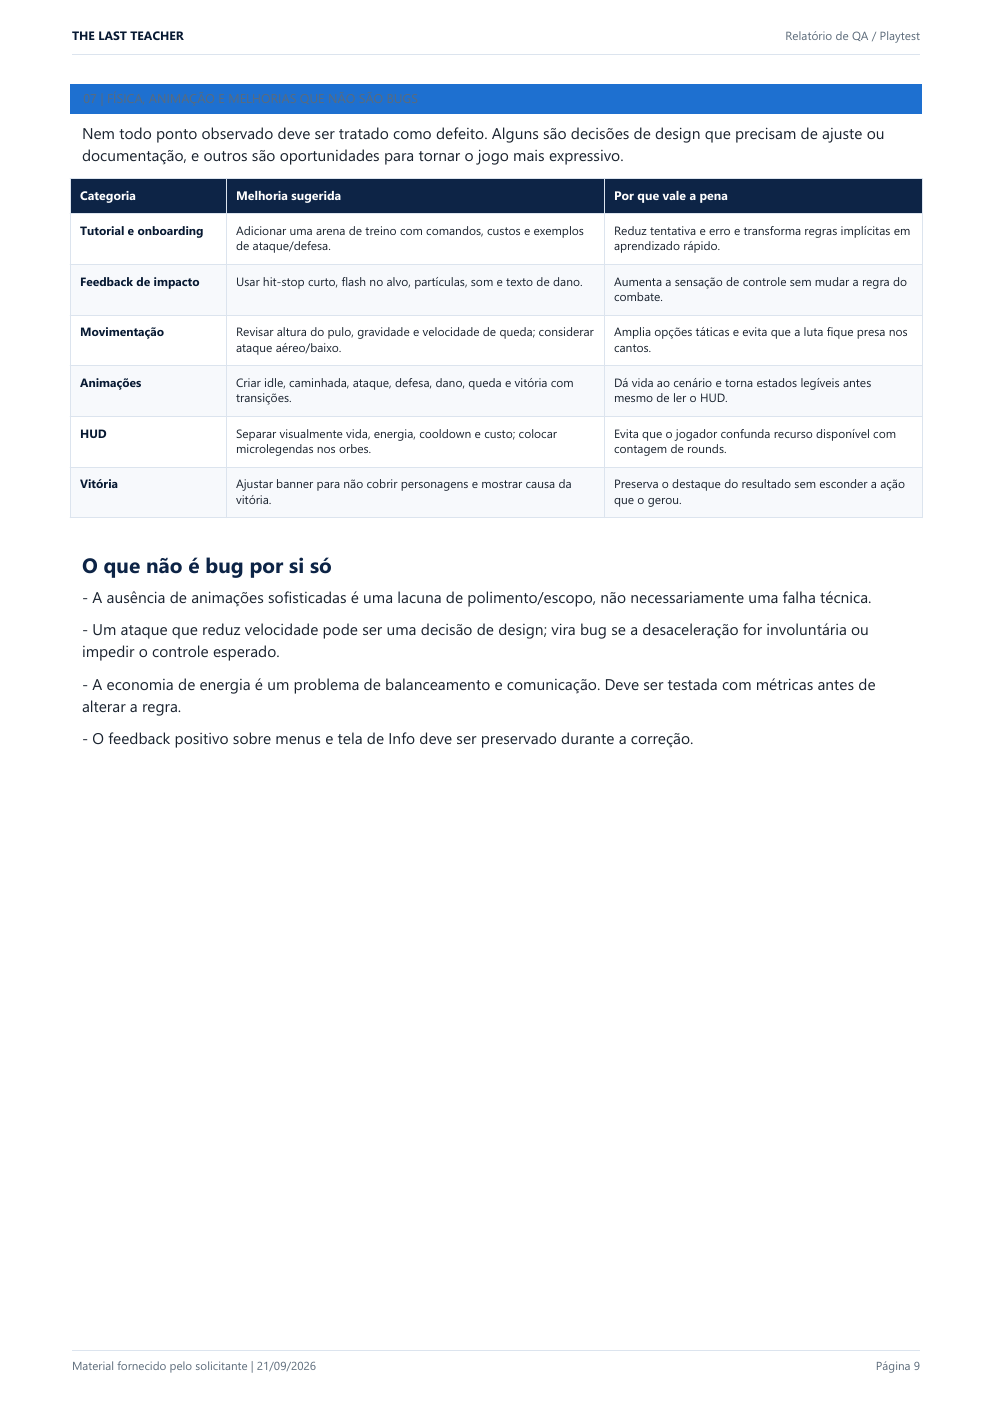 THE LAST TEACHER
Relatório de QA / Playtest
07 | FÍSICA, ANIMAÇÃO E MELHORIAS QUE NÃO SÃO BUGS
Nem todo ponto observado deve ser tratado como defeito. Alguns são decisões de design que precisam de ajuste ou
documentação, e outros são oportunidades para tornar o jogo mais expressivo.
Categoria
Melhoria sugerida
Por que vale a pena
Tutorial e onboarding
Adicionar uma arena de treino com comandos, custos e exemplos
de ataque/defesa.
Reduz tentativa e erro e transforma regras implícitas em
aprendizado rápido.
Feedback de impacto
Usar hit-stop curto, flash no alvo, partículas, som e texto de dano.
Aumenta a sensação de controle sem mudar a regra do
combate.
Movimentação
Revisar altura do pulo, gravidade e velocidade de queda; considerar
ataque aéreo/baixo.
Amplia opções táticas e evita que a luta fique presa nos
cantos.
Animações
Criar idle, caminhada, ataque, defesa, dano, queda e vitória com
transições.
Dá vida ao cenário e torna estados legíveis antes
mesmo de ler o HUD.
HUD
Separar visualmente vida, energia, cooldown e custo; colocar
microlegendas nos orbes.
Evita que o jogador confunda recurso disponível com
contagem de rounds.
Vitória
Ajustar banner para não cobrir personagens e mostrar causa da
vitória.
Preserva o destaque do resultado sem esconder a ação
que o gerou.
O que não é bug por si só
- A ausência de animações sofisticadas é uma lacuna de polimento/escopo, não necessariamente uma falha técnica.
- Um ataque que reduz velocidade pode ser uma decisão de design; vira bug se a desaceleração for involuntária ou
impedir o controle esperado.
- A economia de energia é um problema de balanceamento e comunicação. Deve ser testada com métricas antes de
alterar a regra.
- O feedback positivo sobre menus e tela de Info deve ser preservado durante a correção.
Material fornecido pelo solicitante | 21/09/2026
Página 9